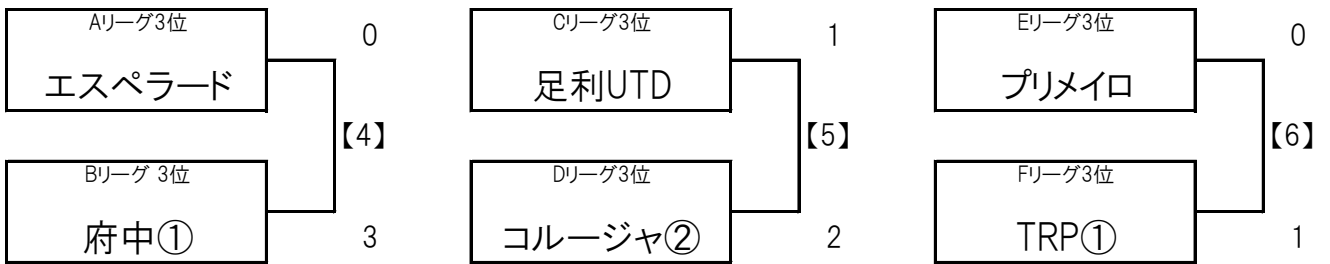 Aリーグ3位
エスペラード
0
【4】
Bリーグ 3位
府中①
3
Cリーグ3位
足利UTD
1
【5】
Dリーグ3位
コルージャ②
2
Eリーグ3位
プリメイロ
0
【6】
Fリーグ3位
TRP①
1